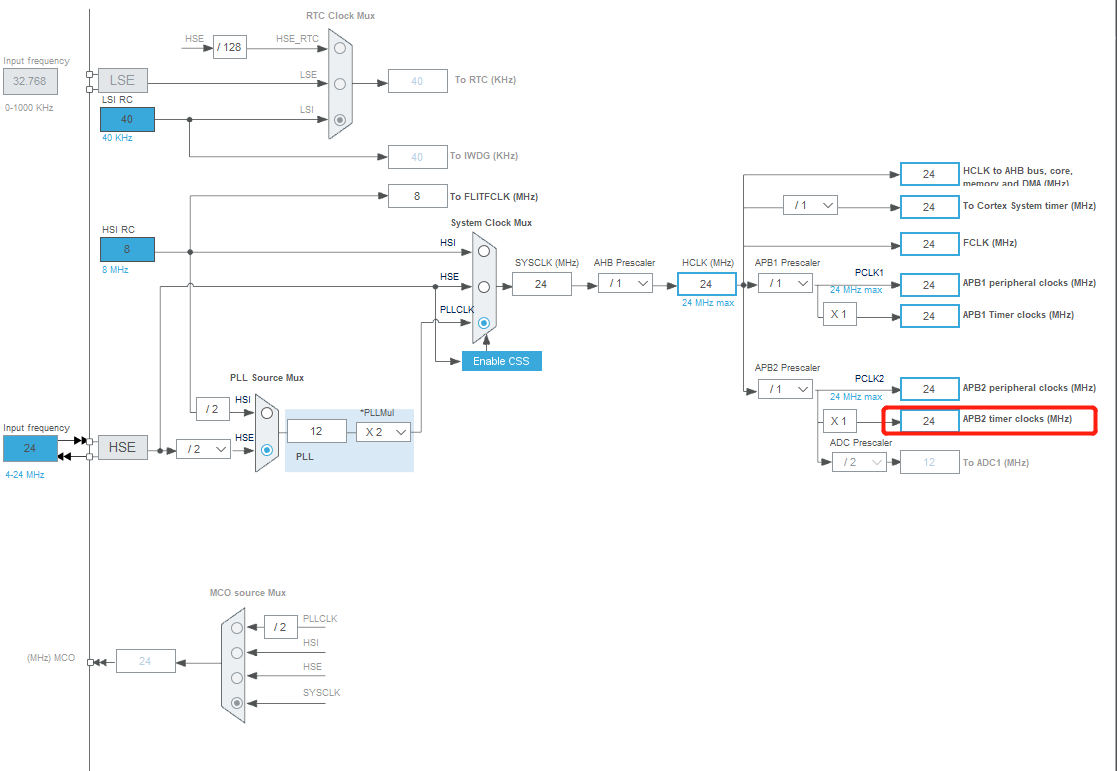 RTC Clock Mux
HSE
/ 128
HSE_RTC
Input frequency
32.768
0-1000 KHz
LSE
LSE
40
To RTC (KHz)
LSI RC
40
40 KHz
LSI
40
To IWDG (KHz)
8
To FLITFCLK (MHz)
System Clock Mux
HSI RC
8
8 MHz
HSI
HSE
PLLCLK
SYSCLK (MHz)
24
AHB Prescaler
/ 1
HCLK (MHz)
24
24 MHz max
Enable CSS
24
HCLK to AHB bus, core,
memory and DMA (MHz)
/ 1
24
To Cortex System timer (MHz)
24
FCLK (MHz)
APB1 Prescaler
/ 1
PCLK1
24 MHz max
24
APB1 peripheral clocks (MHz)
X 1
24
APB1 Timer clocks (MHz)
APB2 Prescaler
/ 1
PCLK2
24 MHz max
24
APB2 peripheral clocks (MHz)
X 1
24
APB2 timer clocks (MHz)
ADC Prescaler
/ 2
12
To ADC1 (MHz)
PLL Source Mux
/ 2
HSI
Input frequency
24
4-24 MHz
HSE
/ 2
HSE
12
*PLLMul
X 2
PLL
MCO source Mux
/ 2
PLLCLK
HSI
HSE
SYSCLK
(MHz) MCO
24